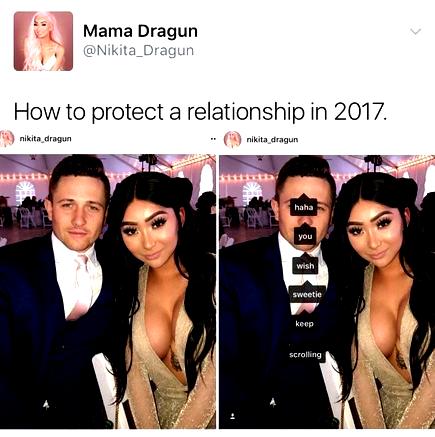 Mama Dragun
@Nikita_Dragun
How to protect a relationship in 2017.
nikita_dragun
nikita_dragun
haha
you
wish
sweetie
keep
scrolling